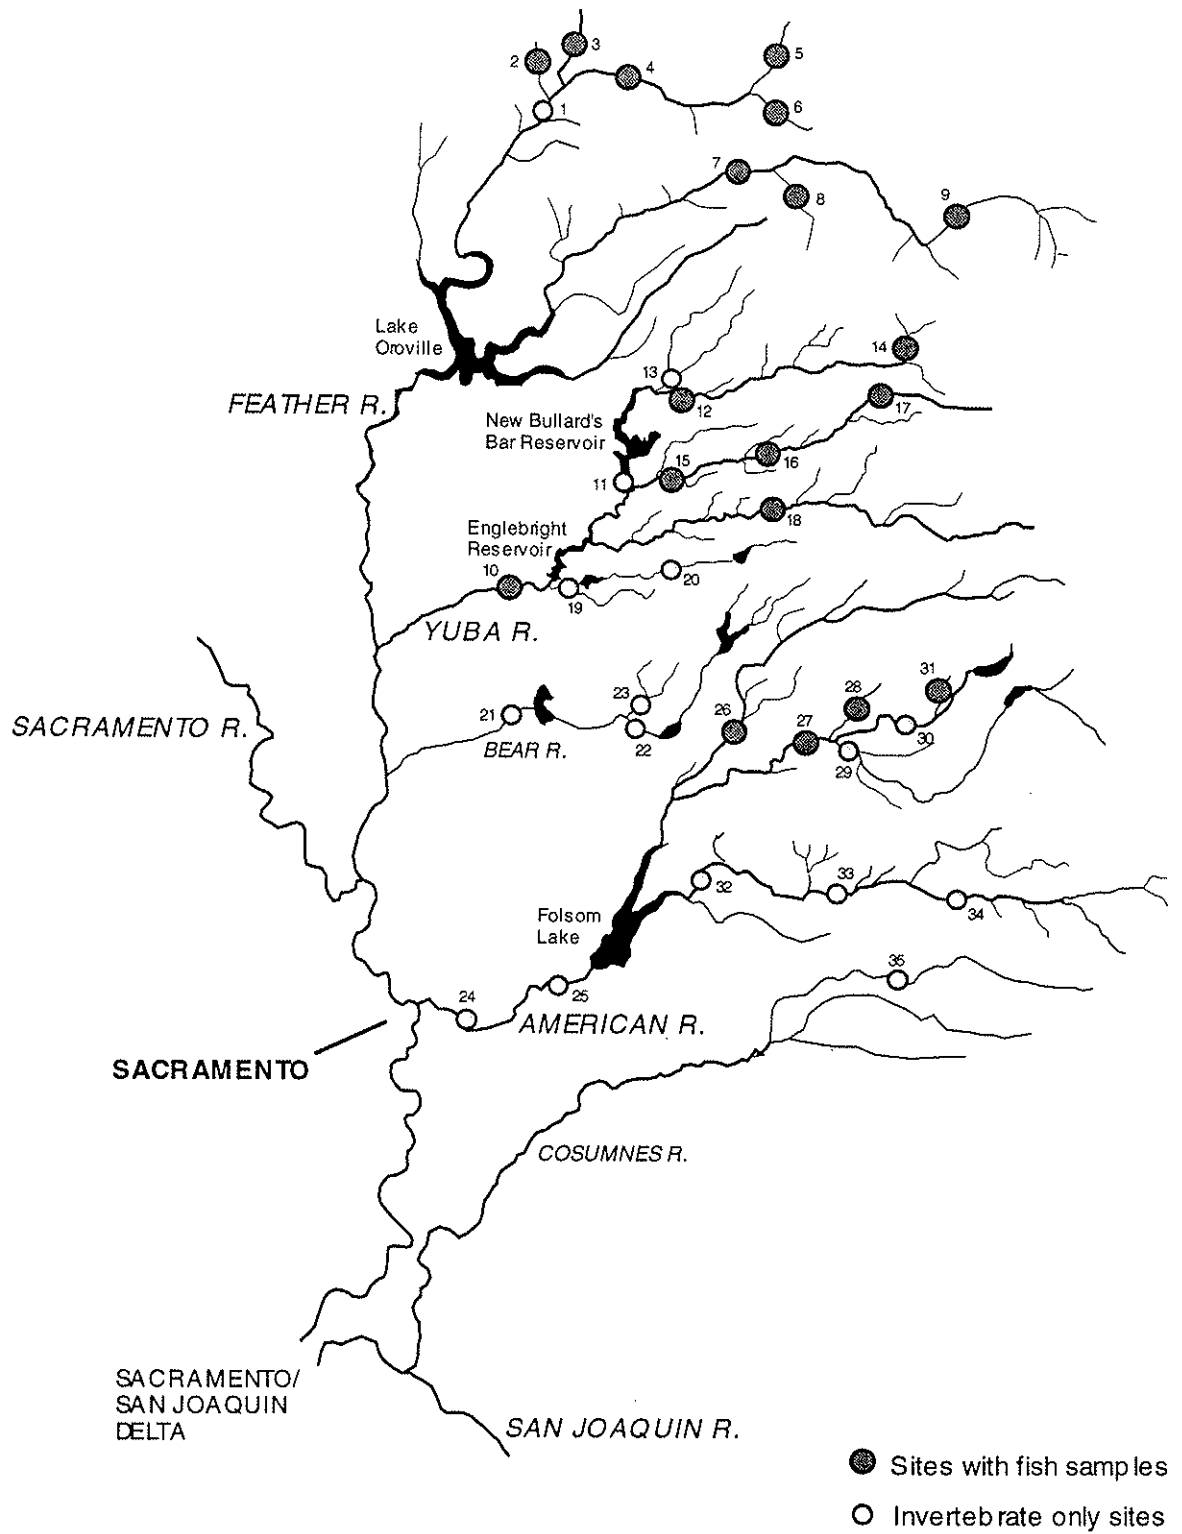 3
2
4
5
1
6
7
8
9
Lake
Oroville
FEATHER R.
14
13
12
17
New Bullard's
Bar Reservoir
15
16
11
18
Englebright
Reservoir
10
20
19
YUBA R.
SACRAMENTO R.
23
21
22
BEAR R.
26
31
28
27
30
29
32
33
34
Folsom
Lake
35
24
25
AMERICAN R.
SACRAMENTO
COSUMNES R.
SACRAMENTO/
SAN JOAQUIN
DELTA
SAN JOAQUIN R.
Sites with fish samples
Invertebrate only sites